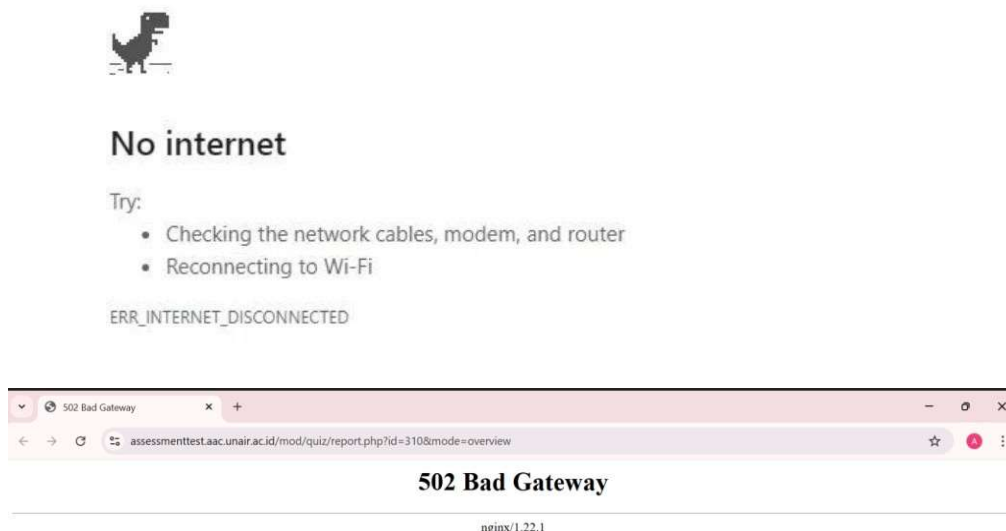 No internet
Try:
• Checking the network cables, modem, and router
• Reconnecting to Wi-Fi
ERR_INTERNET_DISCONNECTED
502 Bad Gateway
assessmenttest.aac.unair.ac.id/mod/quiz/report.php?id=310&mode=overview
A
502 Bad Gateway
nginx/1.22.1